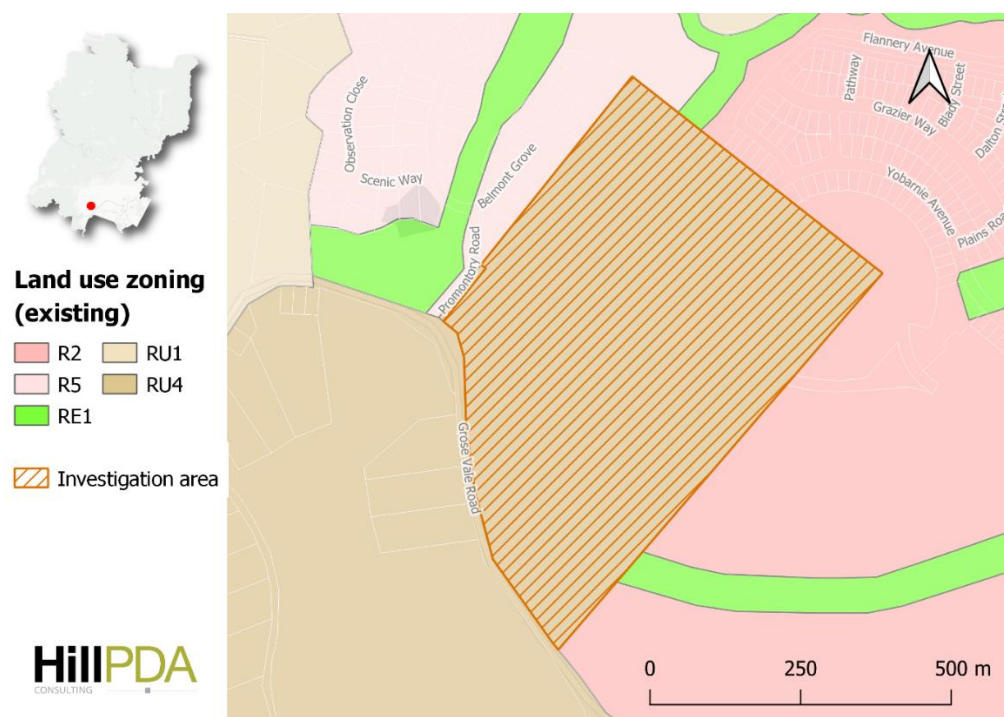 Land use zoning
(existing)
R2
RU1
R5
RU4
RE1
Investigation area
HillPDA
CONSULTING
Flannery Avenue
Pathway
Blady Street
Grazier Way
Dalton Str
Yobarnie Avenue
Plains Roa
Observation Close
Scenic Way
Belmont Grove
Promontory Road
Grose Vale Road
0 250 500 m